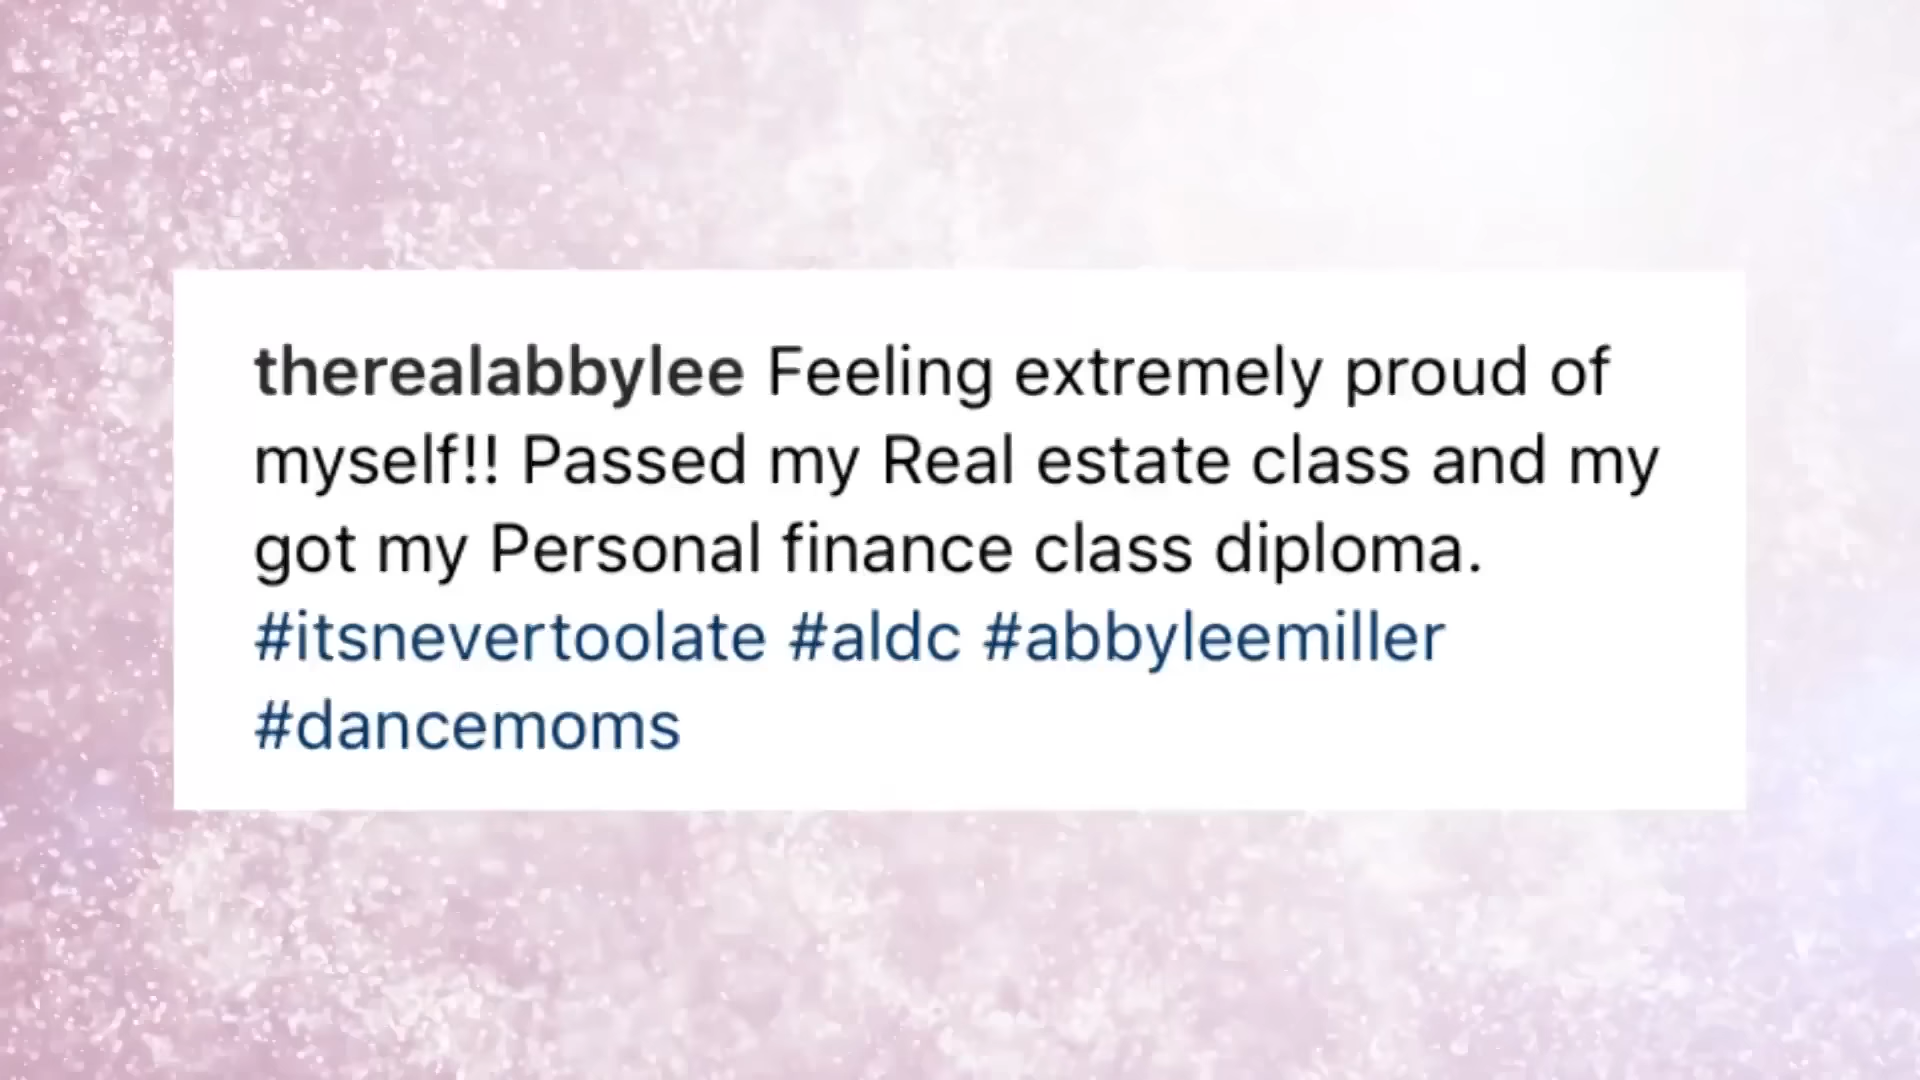 therealabbylee Feeling extremely proud of
myself!! Passed my Real estate class and my
got my Personal finance class diploma.
#itsnevertoolate #aldc #abbyleemiller
#dancemoms